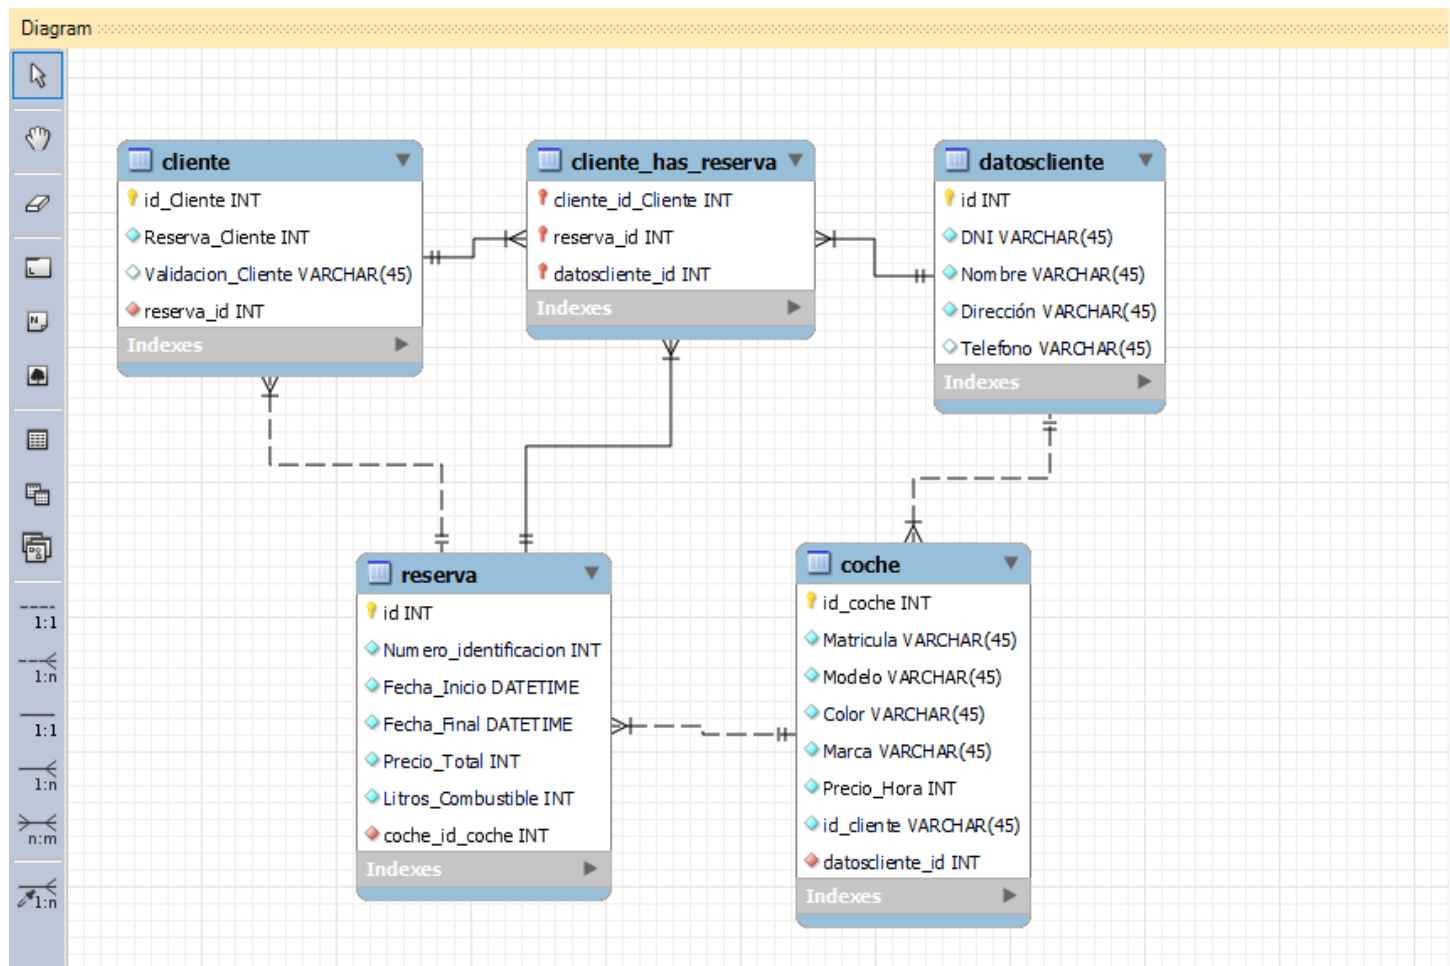 Diagram
1:1
1:n
1:1
1:n
n:m
1:n
cliente
id_Cliente INT
Reserva_Cliente INT
Validacion_Cliente VARCHAR(45)
reserva_id INT
Indexes
cliente_has_reserva
cliente_id_Cliente INT
reserva_id INT
datoscliente_id INT
Indexes
datoscliente
id INT
DNI VARCHAR(45)
Nombre VARCHAR(45)
Dirección VARCHAR(45)
Telefono VARCHAR(45)
Indexes
reserva
id INT
Numero_identificacion INT
Fecha_Inicio DATETIME
Fecha_Final DATETIME
Precio_Total INT
Litros_Combustible INT
coche_id_coche INT
Indexes
coche
id_coche INT
Matricula VARCHAR(45)
Modelo VARCHAR(45)
Color VARCHAR(45)
Marca VARCHAR(45)
Precio_Hora INT
id_cliente VARCHAR(45)
datoscliente_id INT
Indexes